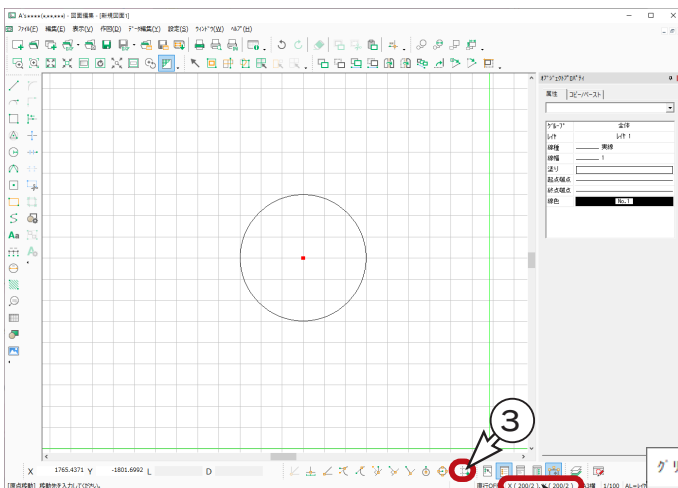 A's★★★★(★.★★.★★) - 図面編集 - [新規図面1]
ファイル(F) 編集(E) 表示(V) 作図(D) データ編集(Y) 設定(S) ウィンドウ(W) ヘルプ(H)
オブジェクトプロパティ
属性 コピー/ペースト
グループ 全体
レイヤ レイヤ 1
線種 実線
線幅 1
塗り
起点端点
終点端点
線色 No.1
Aa
③
X 1765.4371 Y -1801.6992 L D
[原点移動] 移動先を入力してください。
X ( 200/2 ), Y ( 200/2 )
1/100
グリ